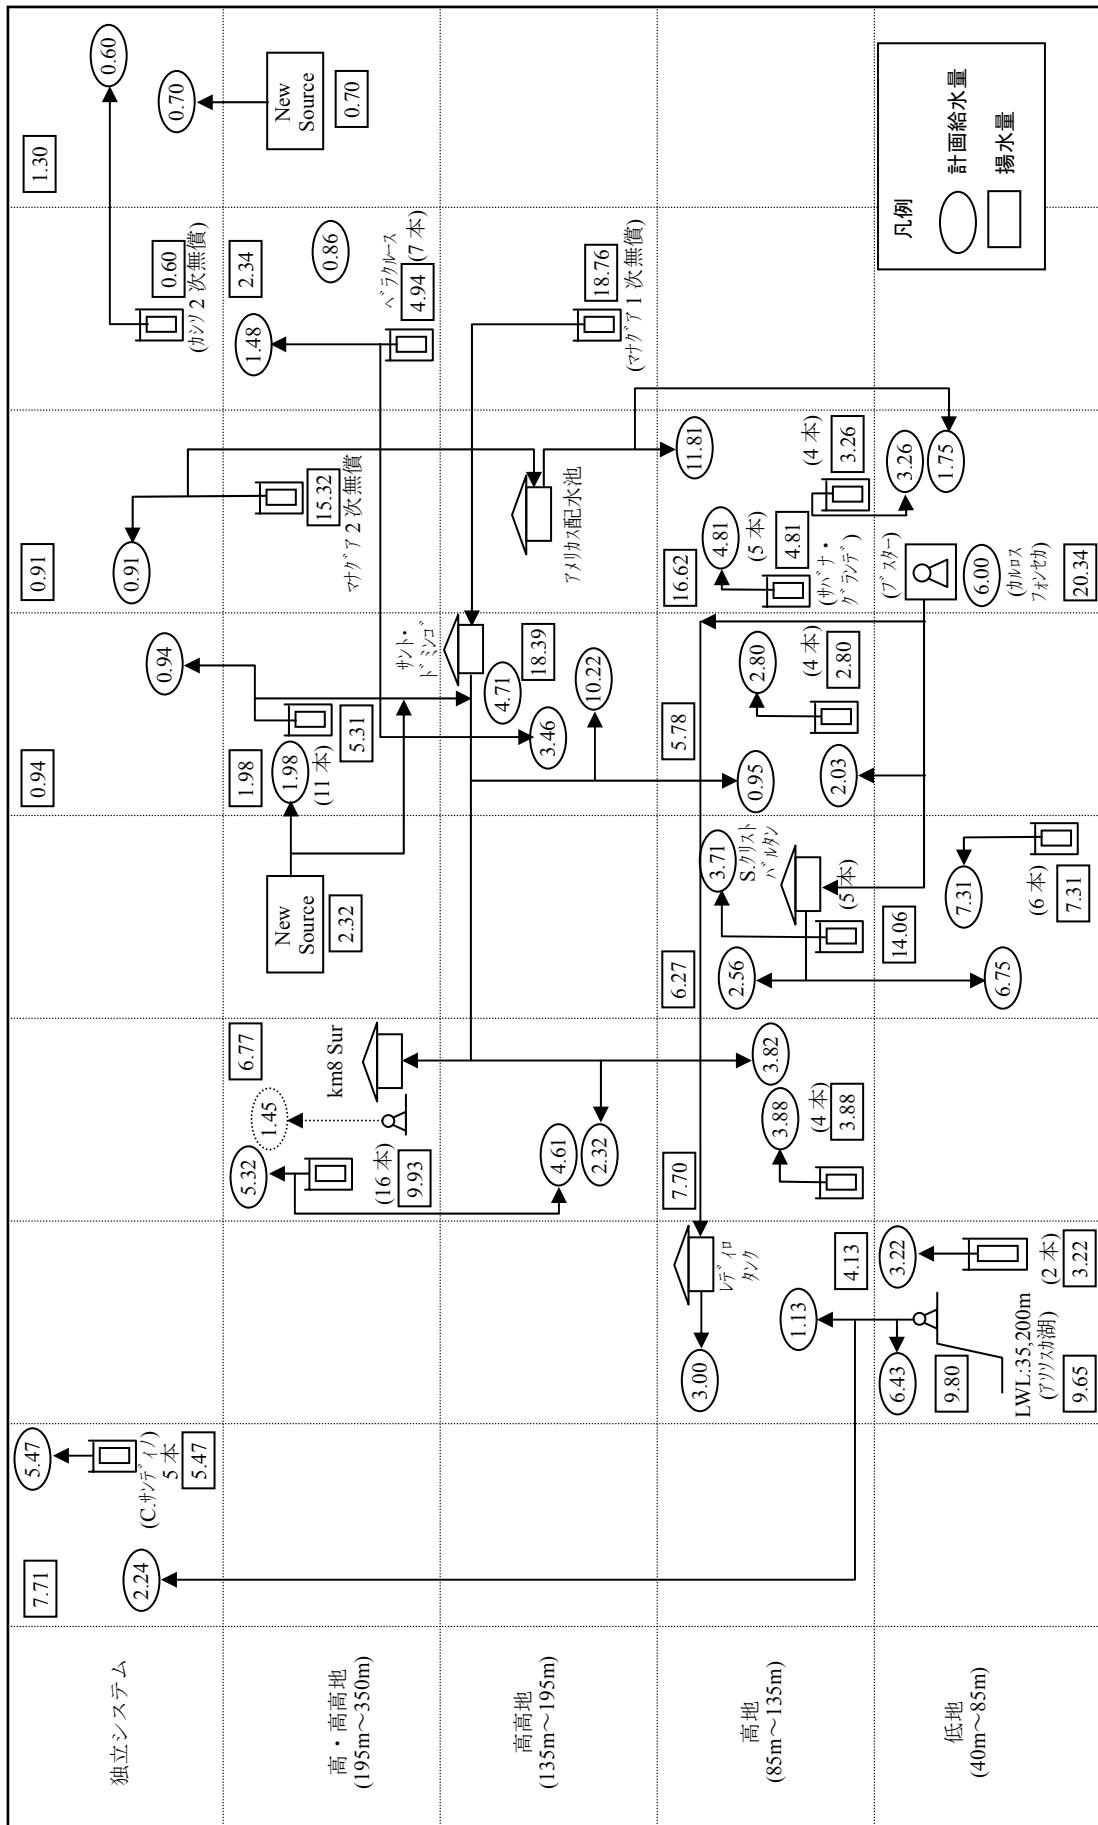 独立システム
7.71
2.24
5.47
(C.ｻﾝﾃﾞｨﾉ)
5 本
5.47
0.94
0.94
0.91
0.91
1.30
0.60
0.70
0.60
(ｶｼﾘ 2 次無償)
高・高高地
(195m～350m)
6.77
5.32
1.45
km8 Sur
(16 本)
9.93
New
Source
2.32
1.98
1.98
(11 本)
5.31
15.32
ﾏﾅｸﾞｱ 2 次無償
2.34
1.48
0.86
ﾍﾞﾗｸﾙｰｽ
4.94
(7 本)
New
Source
0.70
高高地
(135m～195m)
4.61
2.32
ｻﾝﾄ・
ﾄﾞﾐﾝｺﾞ
4.71
18.39
3.46
10.22
ｱﾒﾘｶｽ配水池
18.76
(ﾏﾅｸﾞｱ 1 次無償)
高地
(85m～135m)
3.00
ﾚﾃﾞｨﾛ
ﾀﾝｸ
1.13
4.13
7.70
3.82
3.88
(4 本)
3.88
6.27
2.56
3.71
S.ｸﾘｽﾄ
ﾊﾞﾙﾀﾝ
(5 本)
5.78
0.95
2.80
(4 本)
2.80
2.03
16.62
4.81
(5 本)
4.81
(ｻﾊﾞﾅ・
ｸﾞﾗﾝﾃﾞ)
11.81
(4 本)
3.26
低地
(40m～85m)
6.43
9.80
LWL:35,200m
(ｱｿｿｽｶ湖)
9.65
3.22
(2 本)
3.22
14.06
6.75
7.31
(6 本)
7.31
(ﾌﾞｽﾀｰ)
6.00
(ｶﾙﾛｽ
ﾌｫﾝｾｶ)
20.34
3.26
1.75
凡例
計画給水量
揚水量